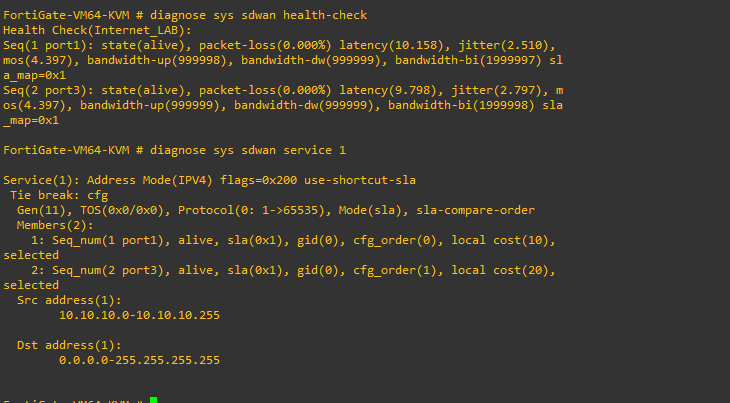 FortiGate-VM64-KVM # diagnose sys sdwan health-check
Health Check(Internet_LAB):
Seq(1 port1): state(alive), packet-loss(0.000%) latency(10.158), jitter(2.510),
mos(4.397), bandwidth-up(999998), bandwidth-dw(999999), bandwidth-bi(1999997) sl
a_map=0x1
Seq(2 port3): state(alive), packet-loss(0.000%) latency(9.798), jitter(2.797), m
os(4.397), bandwidth-up(999999), bandwidth-dw(999999), bandwidth-bi(1999998) sla
_map=0x1
FortiGate-VM64-KVM # diagnose sys sdwan service 1
Service(1): Address Mode(IPV4) flags=0x200 use-shortcut-sla
Tie break: cfg
Gen(11), TOS(0x0/0x0), Protocol(0: 1->65535), Mode(sla), sla-compare-order
Members(2):
1: Seq_num(1 port1), alive, sla(0x1), gid(0), cfg_order(0), local cost(10),
selected
2: Seq_num(2 port3), alive, sla(0x1), gid(0), cfg_order(1), local cost(20),
selected
Src address(1):
10.10.10.0-10.10.10.255
Dst address(1):
0.0.0.0-255.255.255.255
FortiGate-VM64-KVM #